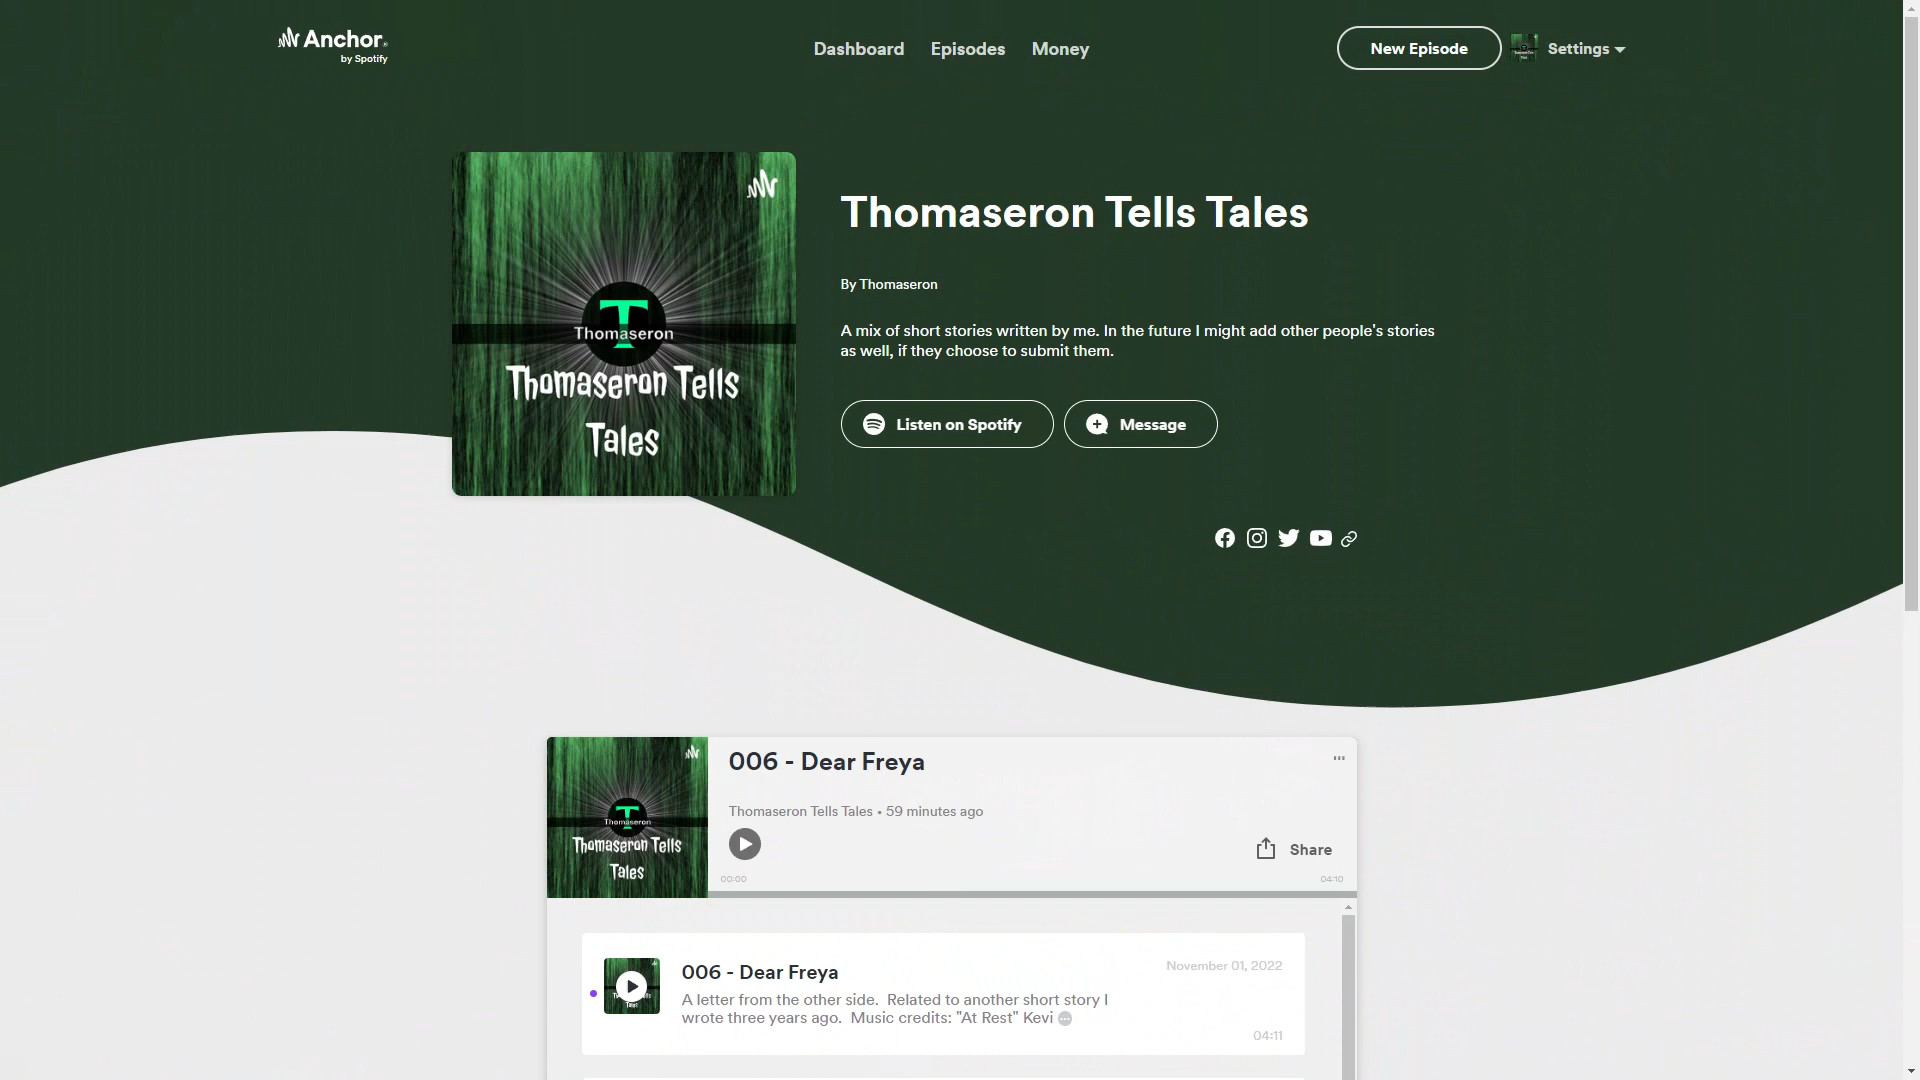 Anchor
by Spotify
Dashboard
Episodes
Money
New Episode
Settings
T
Thomaseron
Thomaseron Tells
Tales
Thomaseron Tells Tales
By Thomaseron
A mix of short stories written by me. In the future I might add other people's stories
as well, if they choose to submit them.
Listen on Spotify
Message
T
Thomaseron
Thomaseron Tells
Tales
006 - Dear Freya
Thomaseron Tells Tales • 59 minutes ago
Share
00:00
04:10
006 - Dear Freya
November 01, 2022
A letter from the other side.  Related to another short story I
wrote three years ago.  Music credits: "At Rest" Kevi
04:11